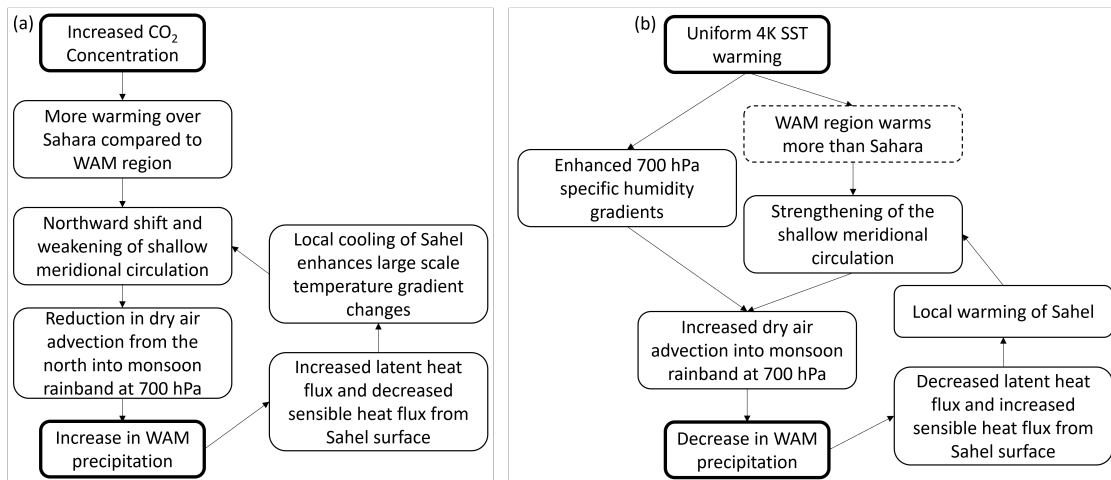 (a)
Increased CO₂
Concentration
More warming over
Sahara compared to
WAM region
Northward shift and
weakening of shallow
meridional circulation
Reduction in dry air
advection from the
north into monsoon
rainband at 700 hPa
Increase in WAM
precipitation
Local cooling of Sahel
enhances large scale
temperature gradient
changes
Increased latent heat
flux and decreased
sensible heat flux from
Sahel surface
(b)
Uniform 4K SST
warming
WAM region warms
more than Sahara
Enhanced 700 hPa
specific humidity
gradients
Strengthening of the
shallow meridional
circulation
Increased dry air
advection into monsoon
rainband at 700 hPa
Decrease in WAM
precipitation
Local warming of Sahel
Decreased latent heat
flux and increased
sensible heat flux from
Sahel surface